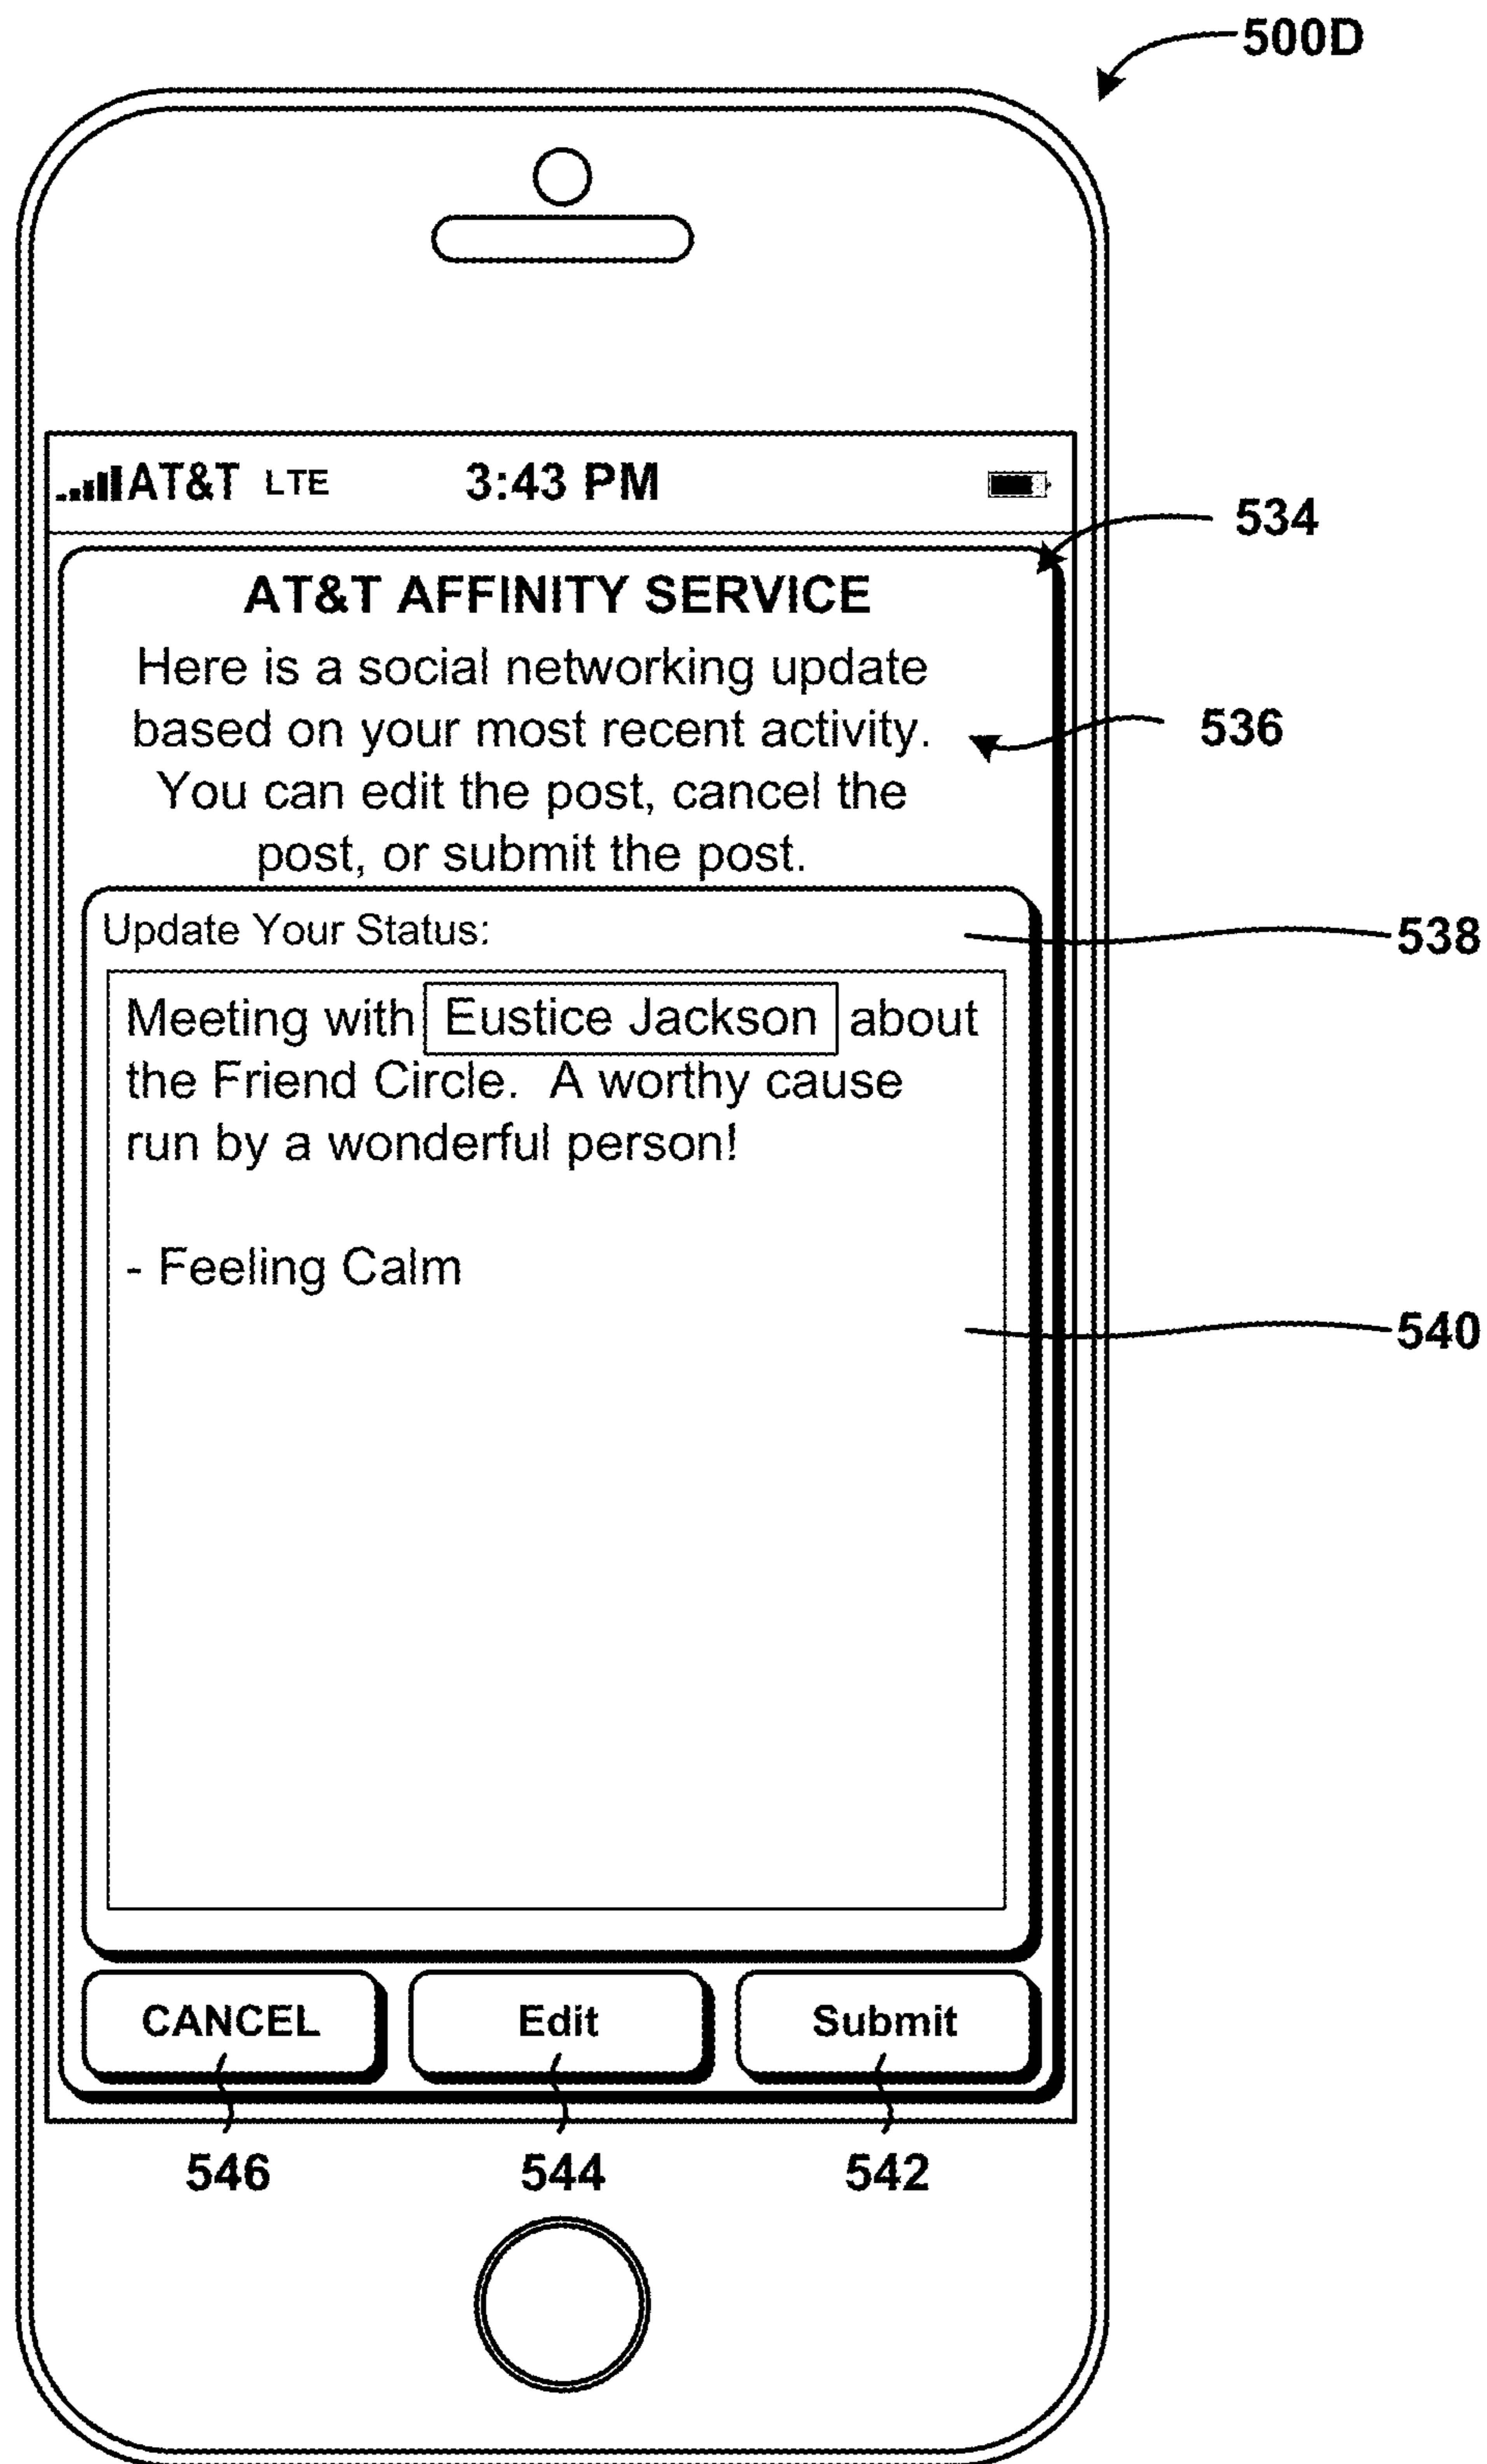 500D
AT&T LTE 3:43 PM
534
AT&T AFFINITY SERVICE
Here is a social networking update
based on your most recent activity.
536
You can edit the post, cancel the
post, or submit the post.
Update Your Status:
538
Meeting with Eustice Jackson about
the Friend Circle.  A worthy cause
run by a wonderful person!
- Feeling Calm
540
CANCEL Edit Submit
546 544 542